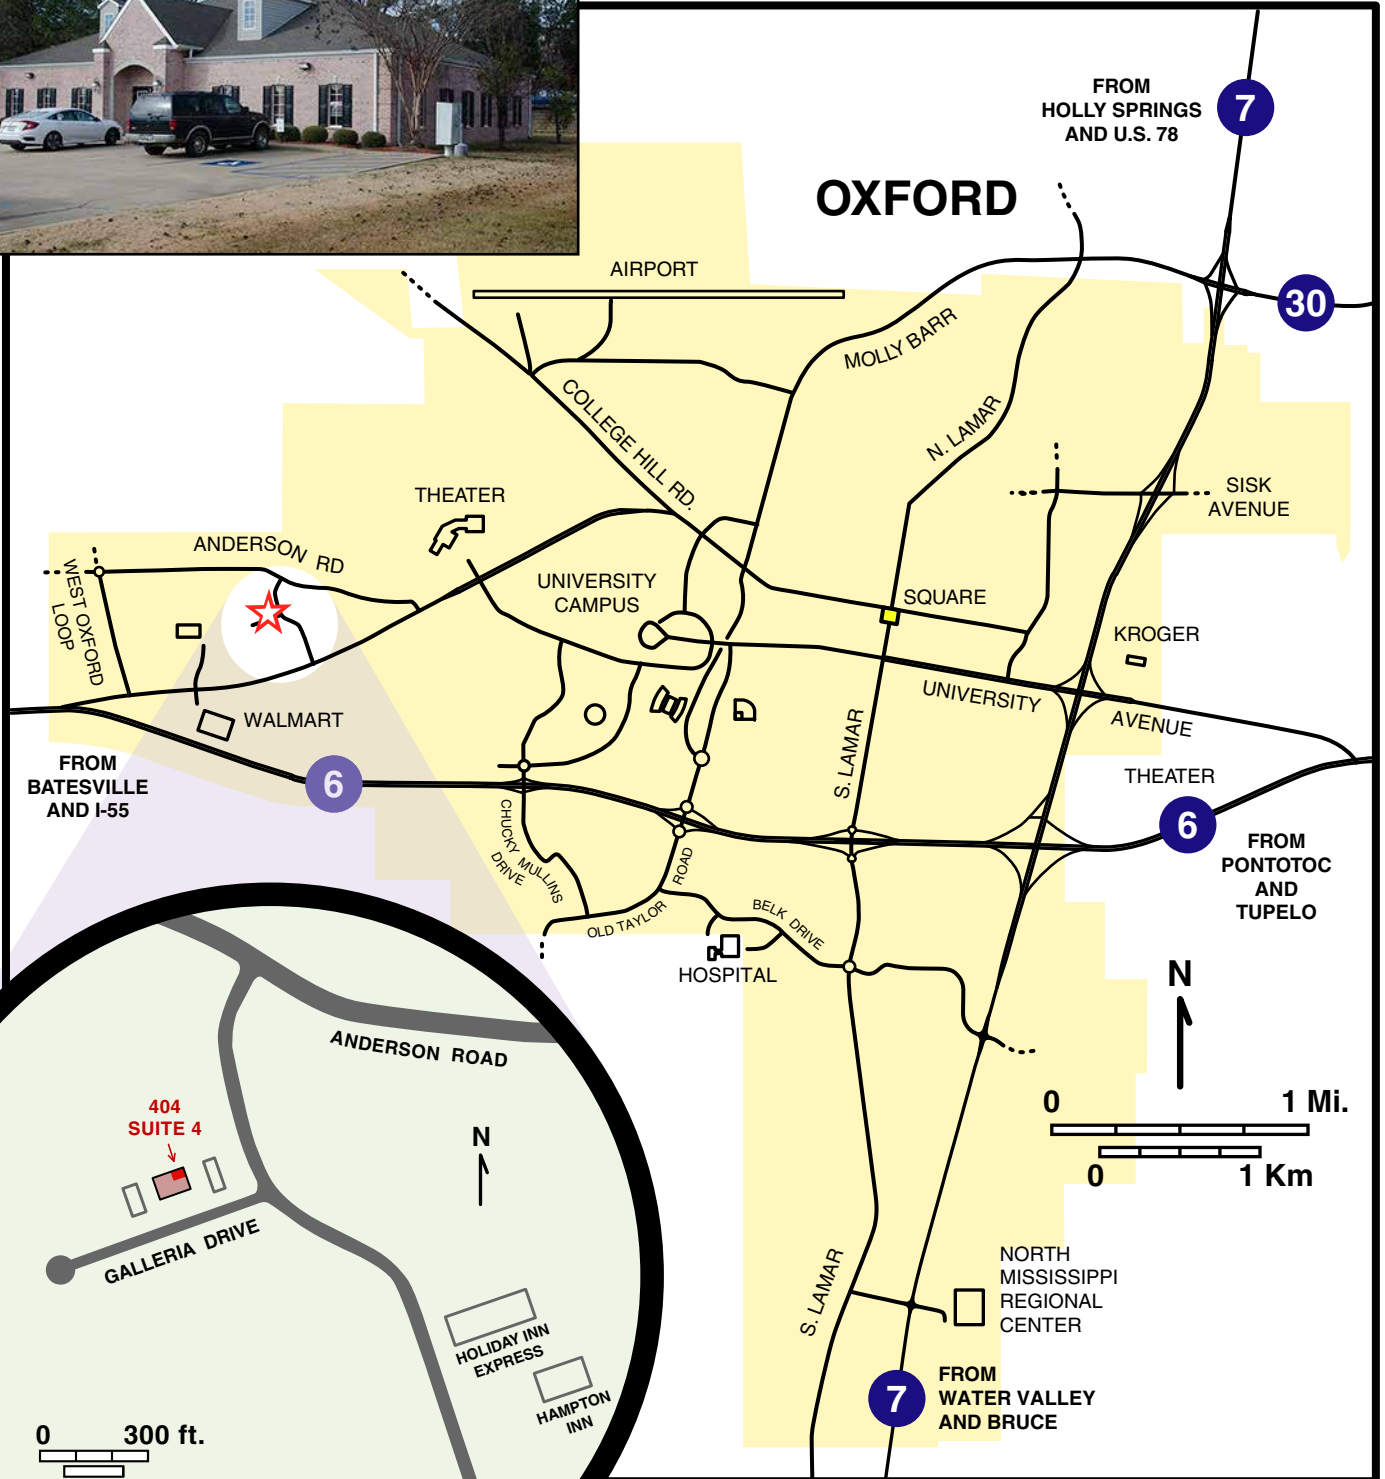 FROM
HOLLY SPRINGS
AND U.S. 78
7
OXFORD
30
AIRPORT
MOLLY BARR
COLLEGE HILL RD.
N. LAMAR
SISK
AVENUE
THEATER
ANDERSON RD
WEST OXFORD
LOOP
UNIVERSITY
CAMPUS
SQUARE
KROGER
UNIVERSITY
AVENUE
WALMART
S. LAMAR
FROM
BATESVILLE
AND I-55
6
THEATER
6
FROM
PONTOTOC
AND
TUPELO
CHUCKY MULLINS
DRIVE
ROAD
OLD TAYLOR
BELK DRIVE
HOSPITAL
N
0 1 Mi.
0 1 Km
ANDERSON ROAD
404
SUITE 4
N
GALLERIA DRIVE
HOLIDAY INN
EXPRESS
HAMPTON
INN
0 300 ft.
S. LAMAR
NORTH
MISSISSIPPI
REGIONAL
CENTER
7
FROM
WATER VALLEY
AND BRUCE